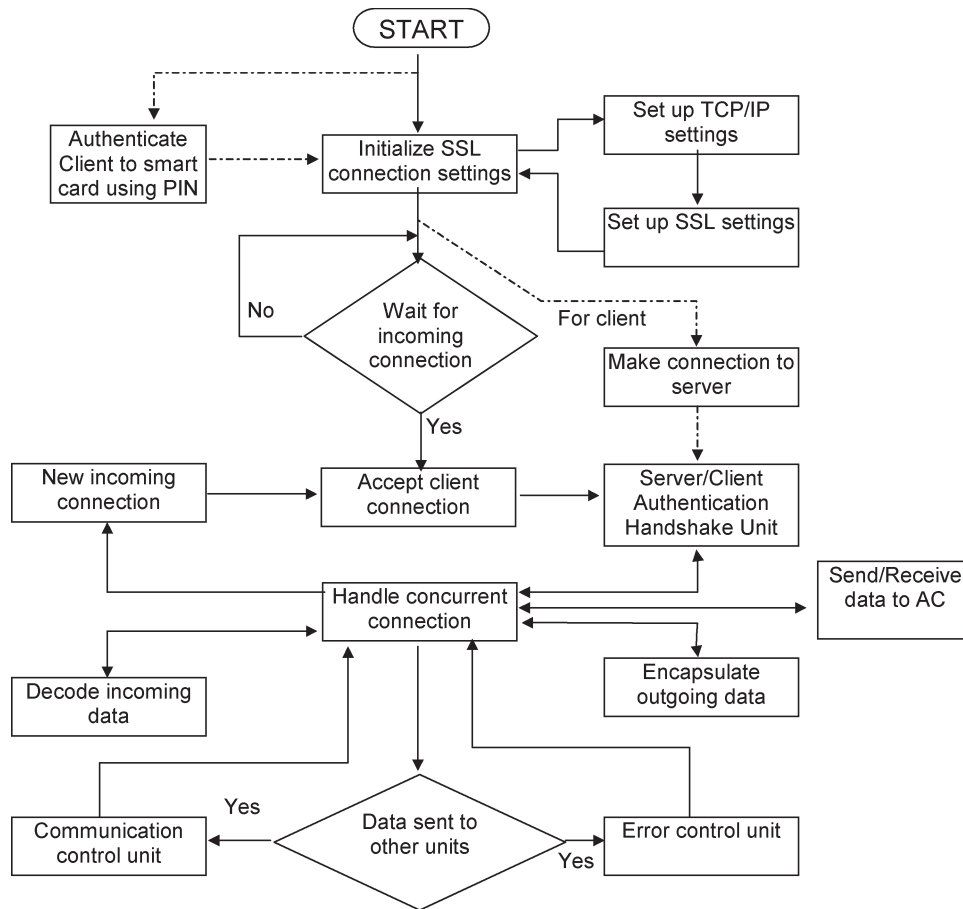 START
Authenticate
Client to smart
card using PIN
Initialize SSL
connection settings
Set up TCP/IP
settings
Set up SSL settings
No
Wait for
incoming
connection
For client
Make connection to
server
Yes
New incoming
connection
Accept client
connection
Server/Client
Authentication
Handshake Unit
Handle concurrent
connection
Send/Receive
data to AC
Decode incoming
data
Encapsulate
outgoing data
Yes
Communication
control unit
Data sent to
other units
Yes
Error control unit